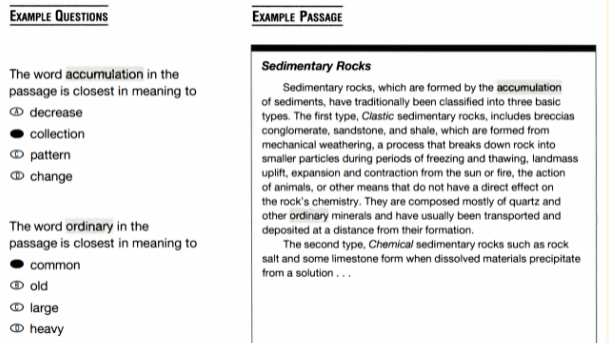 EXAMPLE QUESTIONS
The word accumulation in the
passage is closest in meaning to
Ⓐ decrease
● collection
Ⓒ pattern
Ⓓ change
The word ordinary in the
passage is closest in meaning to
● common
Ⓑ old
Ⓒ large
Ⓓ heavy
EXAMPLE PASSAGE
Sedimentary Rocks
Sedimentary rocks, which are formed by the accumulation
of sediments, have traditionally been classified into three basic
types. The first type, Clastic sedimentary rocks, includes breccias
conglomerate, sandstone, and shale, which are formed from
mechanical weathering, a process that breaks down rock into
smaller particles during periods of freezing and thawing, landmass
uplift, expansion and contraction from the sun or fire, the action
of animals, or other means that do not have a direct effect on
the rock's chemistry. They are composed mostly of quartz and
other ordinary minerals and have usually been transported and
deposited at a distance from their formation.
The second type, Chemical sedimentary rocks such as rock
salt and some limestone form when dissolved materials precipitate
from a solution . . .